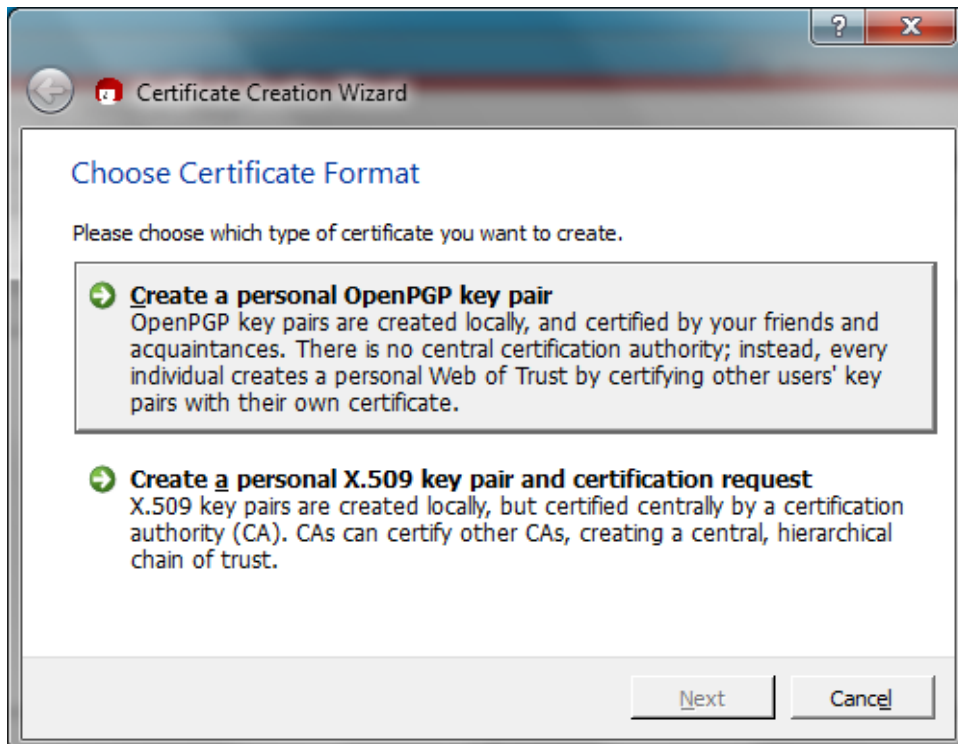 Certificate Creation Wizard
Choose Certificate Format
Please choose which type of certificate you want to create.
Create a personal OpenPGP key pair
OpenPGP key pairs are created locally, and certified by your friends and
acquaintances. There is no central certification authority; instead, every
individual creates a personal Web of Trust by certifying other users' key
pairs with their own certificate.
Create a personal X.509 key pair and certification request
X.509 key pairs are created locally, but certified centrally by a certification
authority (CA). CAs can certify other CAs, creating a central, hierarchical
chain of trust.
Next Cancel